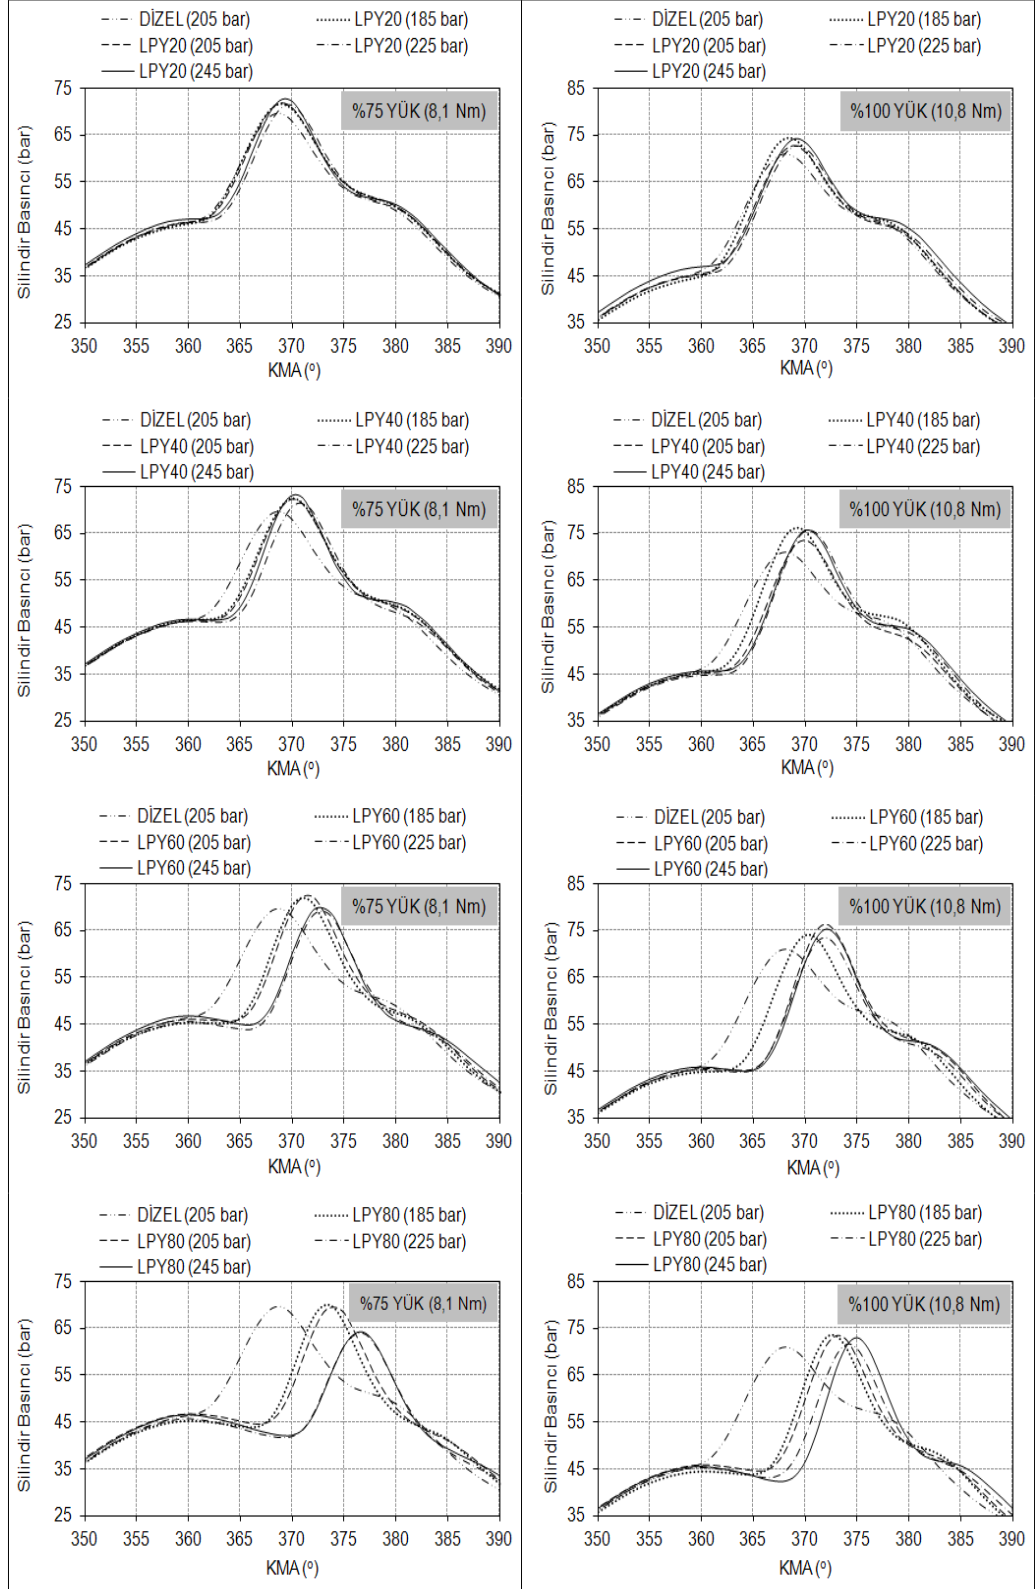 DİZEL (205 bar) LPY20 (185 bar)
LPY20 (205 bar) LPY20 (225 bar)
LPY20 (245 bar)
75
65
55
45
35
25
Silindir Basıncı (bar)
%75 YÜK (8,1 Nm)
350 355 360 365 370 375 380 385 390
KMA (º)
DİZEL (205 bar) LPY20 (185 bar)
LPY20 (205 bar) LPY20 (225 bar)
LPY20 (245 bar)
85
75
65
55
45
35
Silindir Basıncı (bar)
%100 YÜK (10,8 Nm)
350 355 360 365 370 375 380 385 390
KMA (º)
DİZEL (205 bar) LPY40 (185 bar)
LPY40 (205 bar) LPY40 (225 bar)
LPY40 (245 bar)
75
65
55
45
35
25
Silindir Basıncı (bar)
%75 YÜK (8,1 Nm)
350 355 360 365 370 375 380 385 390
KMA (º)
DİZEL (205 bar) LPY40 (185 bar)
LPY40 (205 bar) LPY40 (225 bar)
LPY40 (245 bar)
85
75
65
55
45
35
Silindir Basıncı (bar)
%100 YÜK (10,8 Nm)
350 355 360 365 370 375 380 385 390
KMA (º)
DİZEL (205 bar) LPY60 (185 bar)
LPY60 (205 bar) LPY60 (225 bar)
LPY60 (245 bar)
75
65
55
45
35
25
Silindir Basıncı (bar)
%75 YÜK (8,1 Nm)
350 355 360 365 370 375 380 385 390
KMA (º)
DİZEL (205 bar) LPY60 (185 bar)
LPY60 (205 bar) LPY60 (225 bar)
LPY60 (245 bar)
85
75
65
55
45
35
Silindir Basıncı (bar)
%100 YÜK (10,8 Nm)
350 355 360 365 370 375 380 385 390
KMA (º)
DİZEL (205 bar) LPY80 (185 bar)
LPY80 (205 bar) LPY80 (225 bar)
LPY80 (245 bar)
75
65
55
45
35
25
Silindir Basıncı (bar)
%75 YÜK (8,1 Nm)
350 355 360 365 370 375 380 385 390
KMA (º)
DİZEL (205 bar) LPY80 (185 bar)
LPY80 (205 bar) LPY80 (225 bar)
LPY80 (245 bar)
85
75
65
55
45
35
Silindir Basıncı (bar)
%100 YÜK (10,8 Nm)
350 355 360 365 370 375 380 385 390
KMA (º)